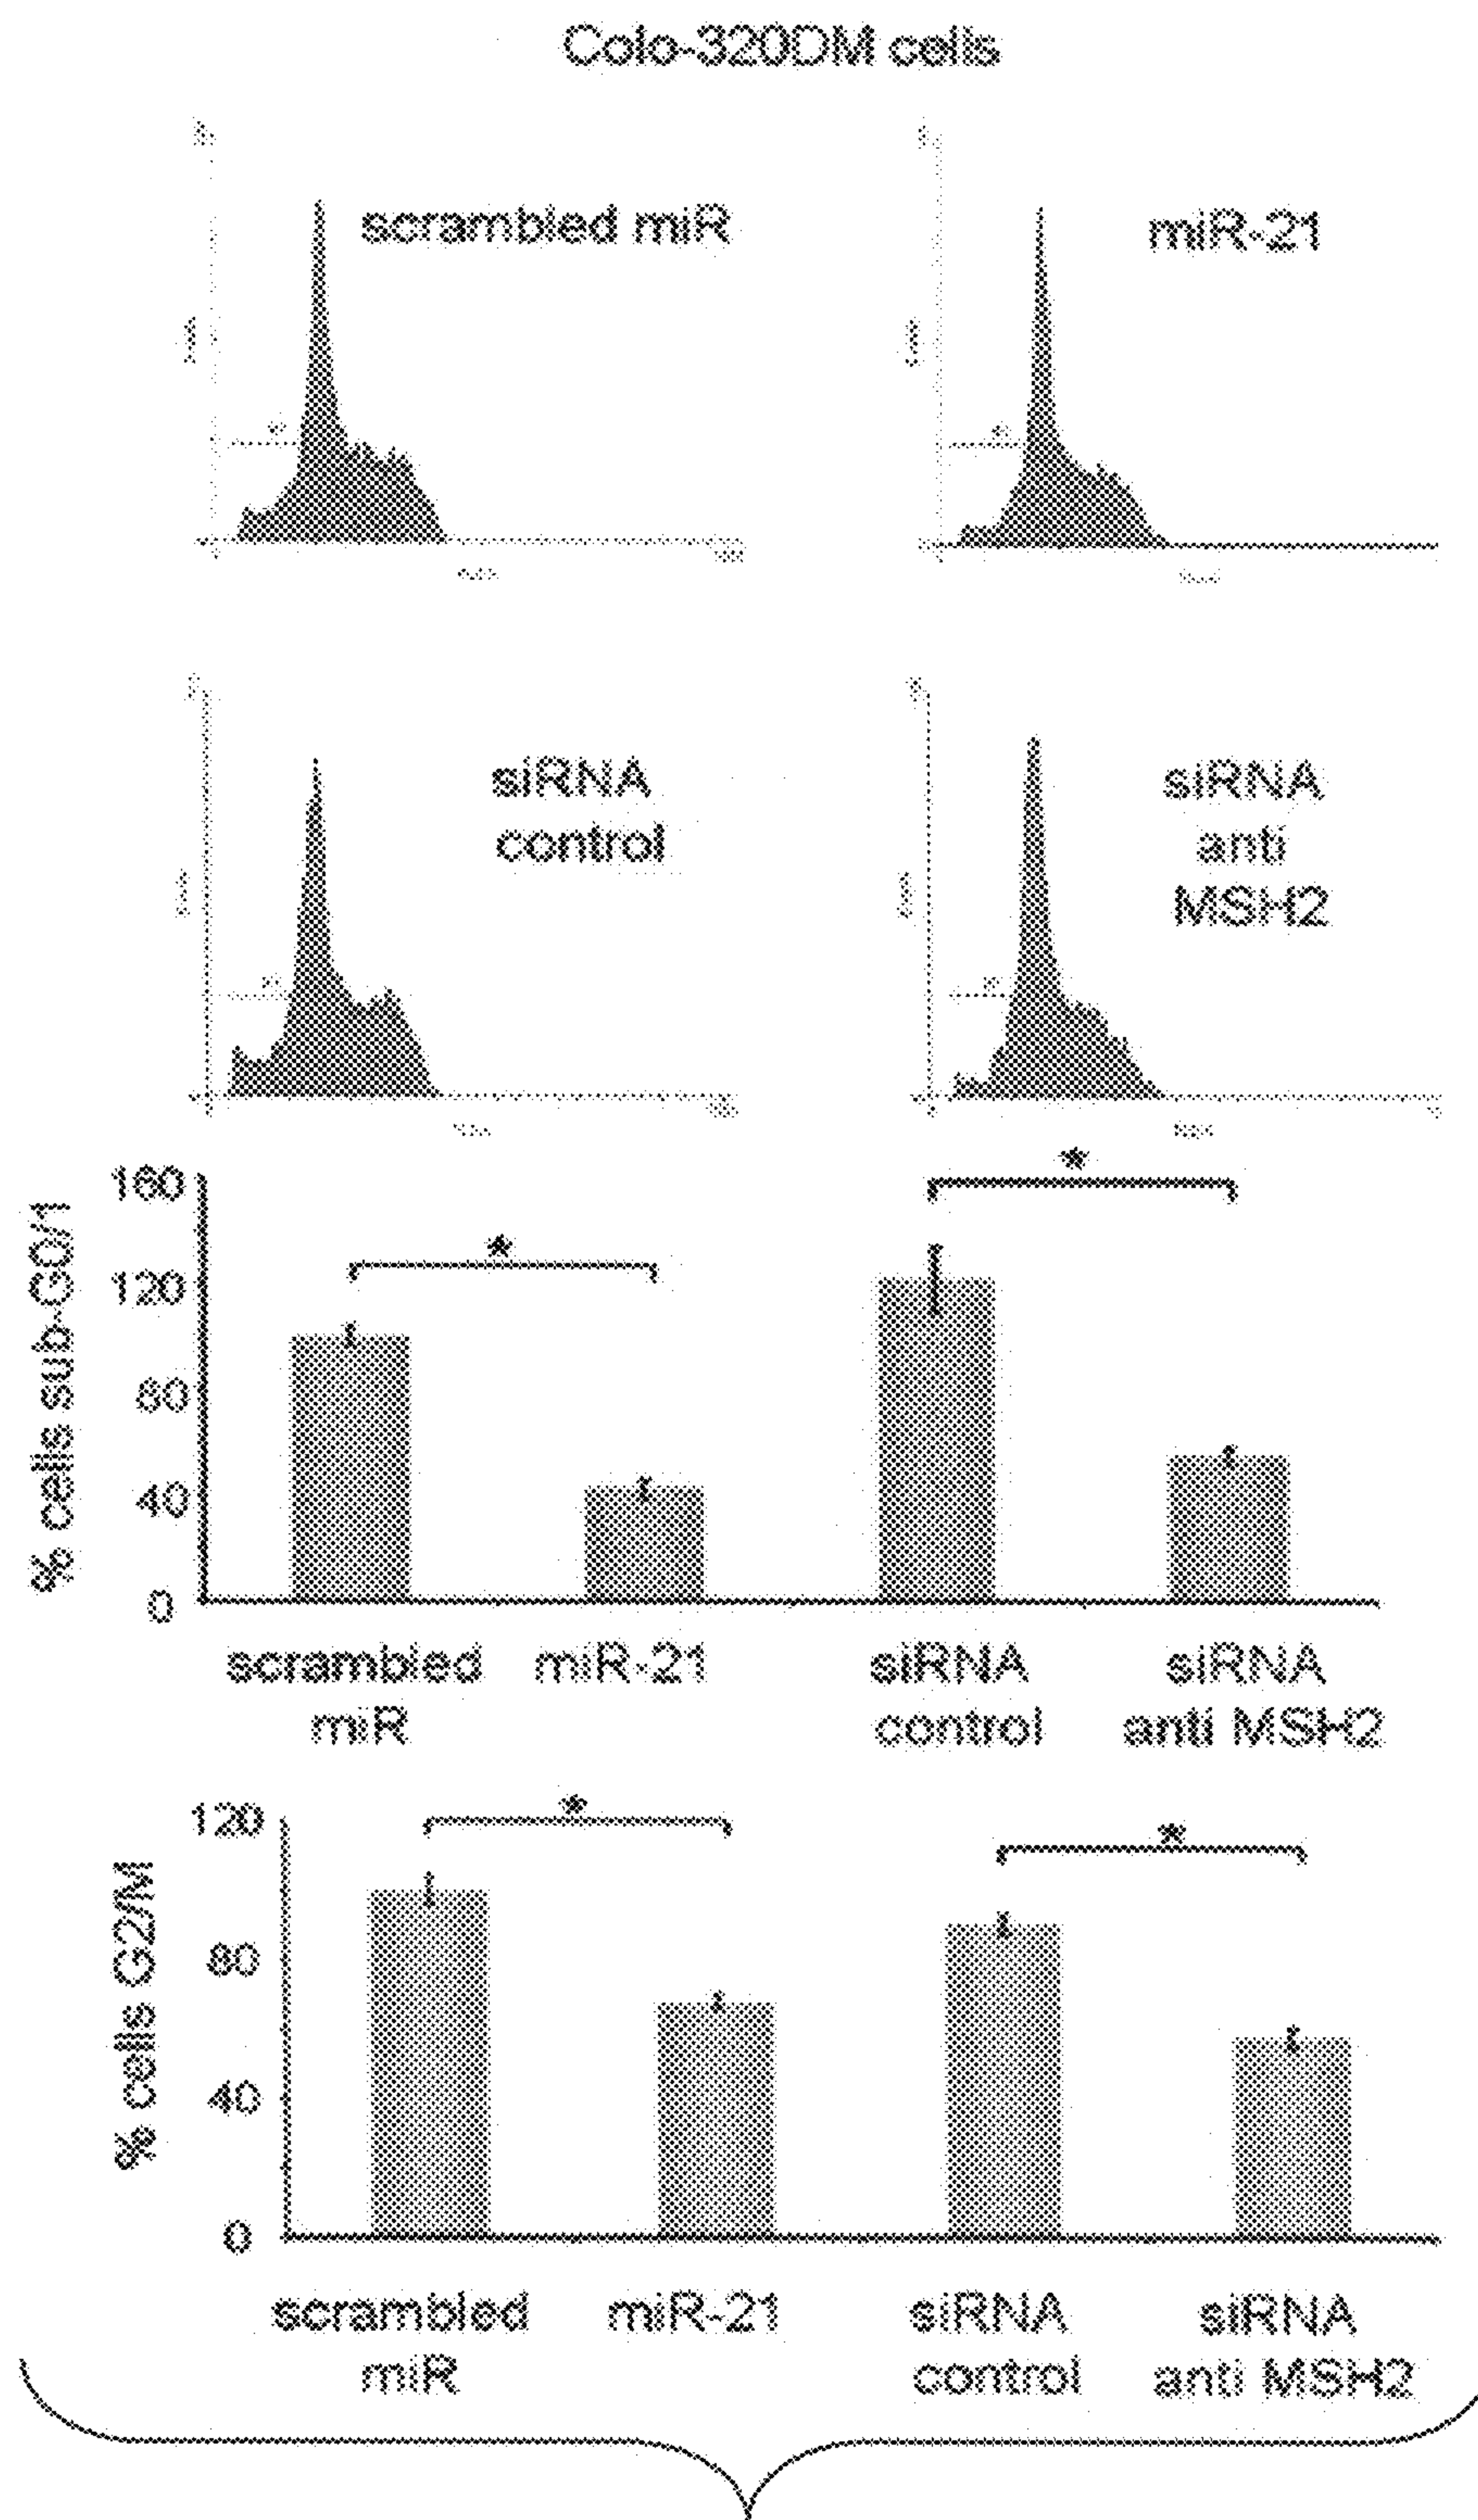 Colo-320DM cells
scrambled miR
miR-21
siRNA
control
siRNA
anti
MSH2
% cells sub-G0/1
160
120
80
40
0
*
*
scrambled
miR
miR-21
siRNA
control
siRNA
anti MSH2
% cells G2/M
120
80
40
0
*
*
scrambled
miR
miR-21
siRNA
control
siRNA
anti MSH2